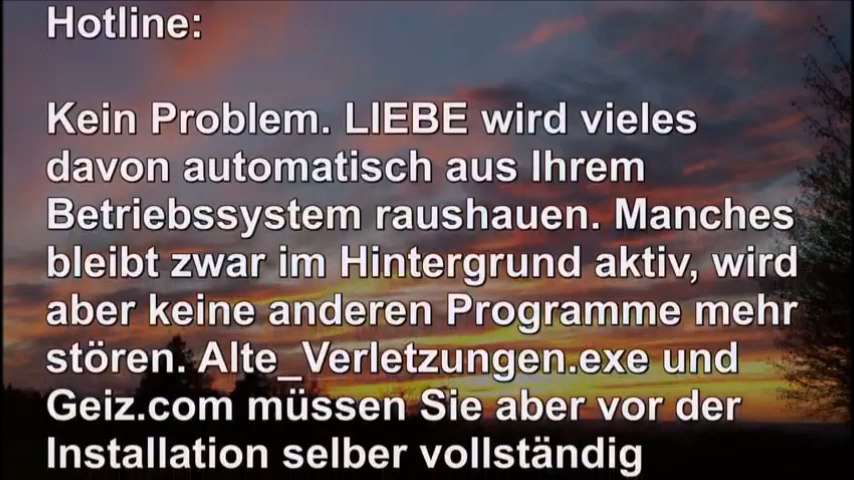 Hotline:
Kein Problem. LIEBE wird vieles
davon automatisch aus Ihrem
Betriebssystem raushauen. Manches
bleibt zwar im Hintergrund aktiv, wird
aber keine anderen Programme mehr
stören. Alte_Verletzungen.exe und
Geiz.com müssen Sie aber vor der
Installation selber vollständig